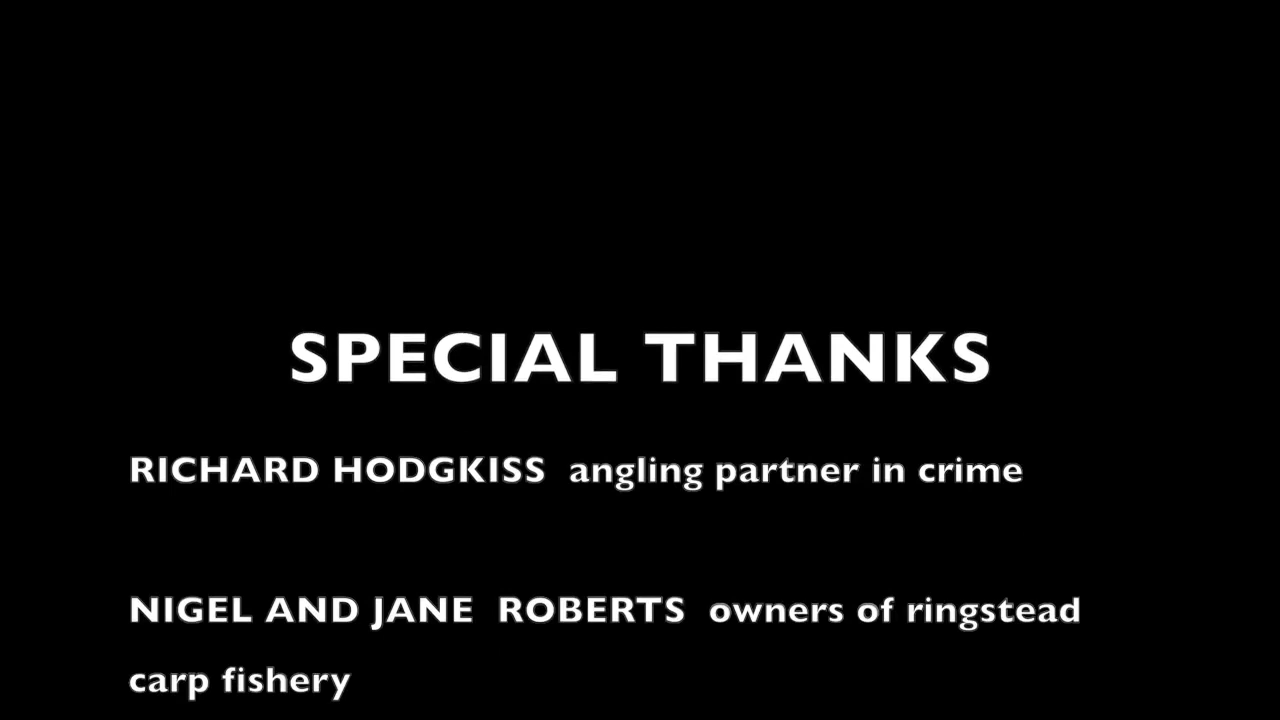 SPECIAL THANKS
RICHARD HODGKISS angling partner in crime
NIGEL AND JANE ROBERTS owners of ringstead
carp fishery